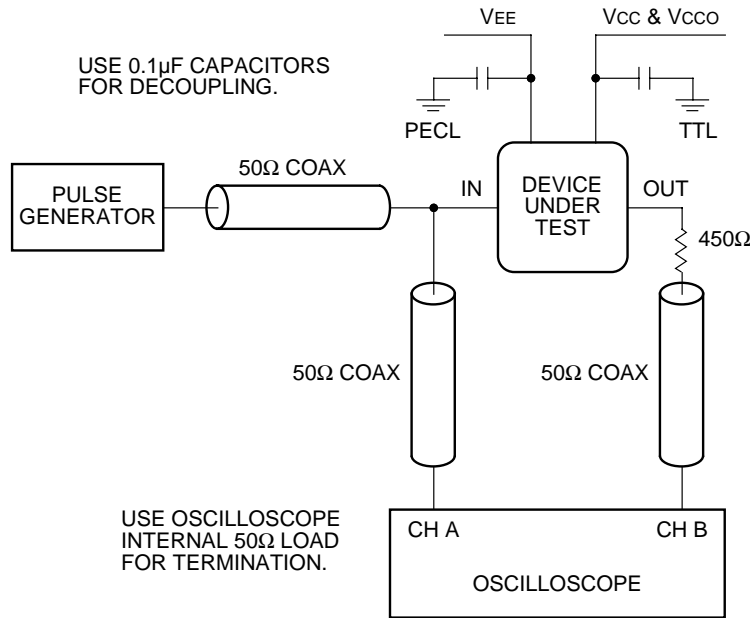 VEE
VCC & VCCO
USE 0.1µF CAPACITORS
FOR DECOUPLING.
PECL
TTL
50Ω COAX
PULSE
GENERATOR
IN
DEVICE
UNDER
TEST
OUT
450Ω
50Ω COAX
50Ω COAX
USE OSCILLOSCOPE
INTERNAL 50Ω LOAD
FOR TERMINATION.
CH A
CH B
OSCILLOSCOPE